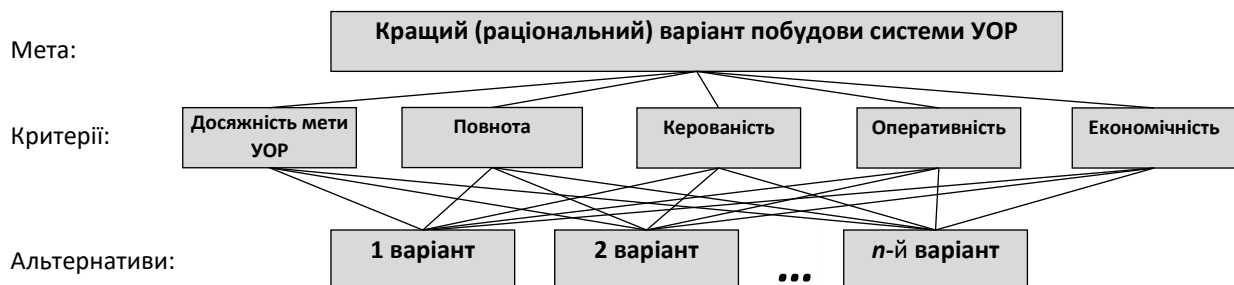 Кращий (раціональний) варіант побудови системи УОР
Мета:
Критерії:
Досяжність мети
УОР
Повнота
Керованість
Оперативність
Економічність
Альтернативи:
1 варіант
2 варіант
...
n-й варіант